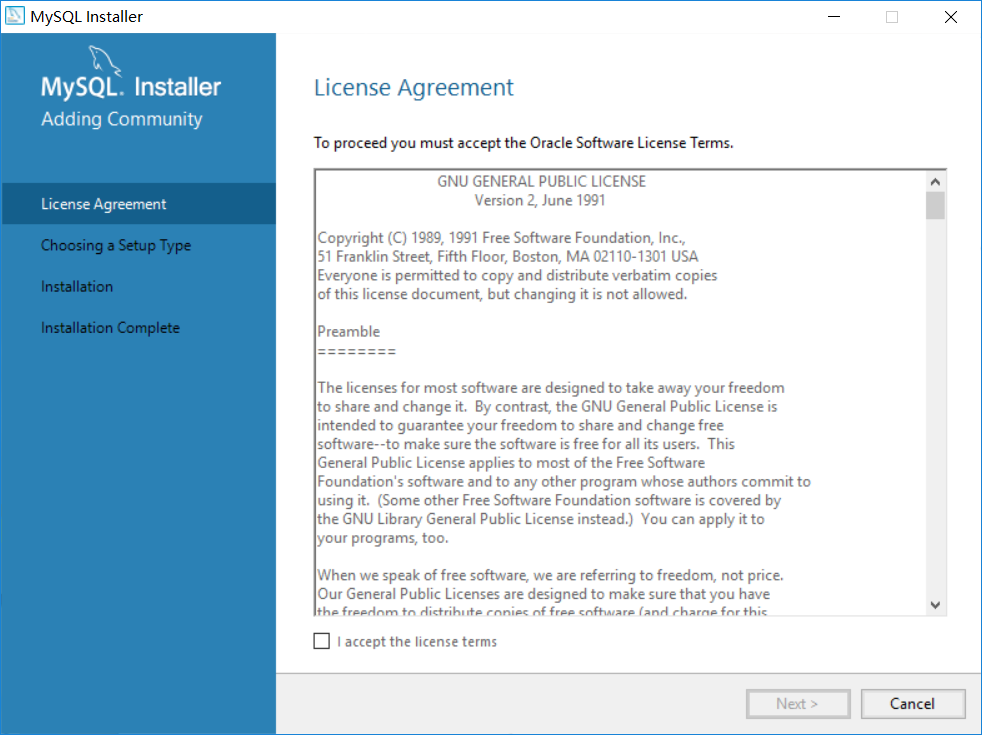 MySQL Installer
MySQL. Installer
Adding Community
License Agreement
Choosing a Setup Type
Installation
Installation Complete
License Agreement
To proceed you must accept the Oracle Software License Terms.
GNU GENERAL PUBLIC LICENSE
Version 2, June 1991
Copyright (C) 1989, 1991 Free Software Foundation, Inc.,
51 Franklin Street, Fifth Floor, Boston, MA 02110-1301 USA
Everyone is permitted to copy and distribute verbatim copies
of this license document, but changing it is not allowed.
Preamble
========
The licenses for most software are designed to take away your freedom
to share and change it.  By contrast, the GNU General Public License is
intended to guarantee your freedom to share and change free
software--to make sure the software is free for all its users.  This
General Public License applies to most of the Free Software
Foundation's software and to any other program whose authors commit to
using it.  (Some other Free Software Foundation software is covered by
the GNU Library General Public License instead.)  You can apply it to
your programs, too.
When we speak of free software, we are referring to freedom, not price.
Our General Public Licenses are designed to make sure that you have
the freedom to distribute copies of free software (and charge for this
I accept the license terms
Next >
Cancel